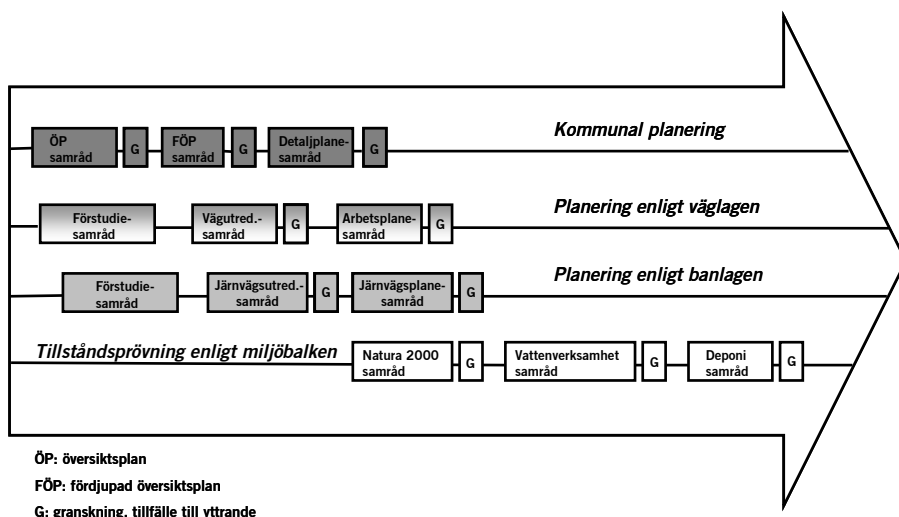 Kommunal planering
ÖP
samråd
G
FÖP
samråd
G
Detaljplane-
samråd
G
Planering enligt väglagen
Förstudie-
samråd
Vägutred.-
samråd
G
Arbetsplane-
samråd
G
Planering enligt banlagen
Förstudie-
samråd
Järnvägsutred.-
samråd
G
Järnvägsplane-
samråd
G
Tillståndsprövning enligt miljöbalken
Natura 2000
samråd
G
Vattenverksamhet
samråd
G
Deponi
samråd
G
ÖP: översiktsplan
FÖP: fördjupad översiktsplan
G: granskning, tillfälle till yttrande